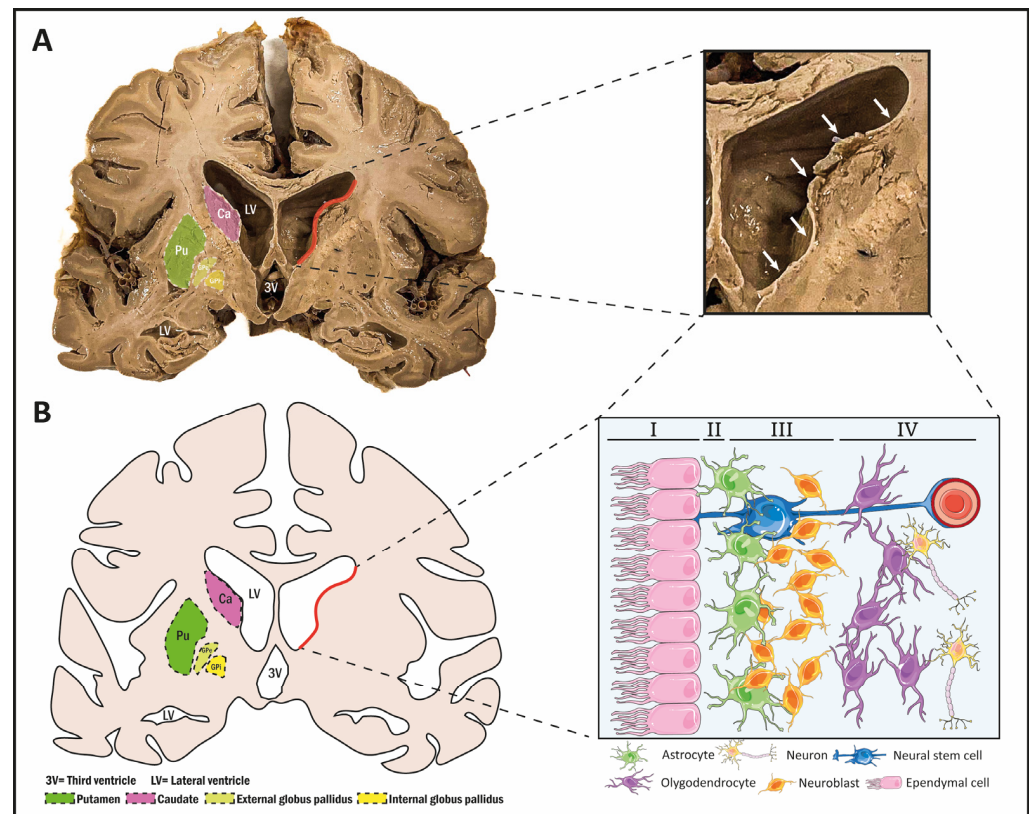 A
Ca
LV
Pu
GPe
GPi
3V
LV
B
I II III IV
Ca
LV
Pu
GPe
GPi
3V
LV
3V= Third ventricle LV= Lateral ventricle
Putamen Caudate External globus pallidus Internal globus pallidus
Astrocyte Neuron Neural stem cell
Olygodendrocyte Neuroblast Ependymal cell